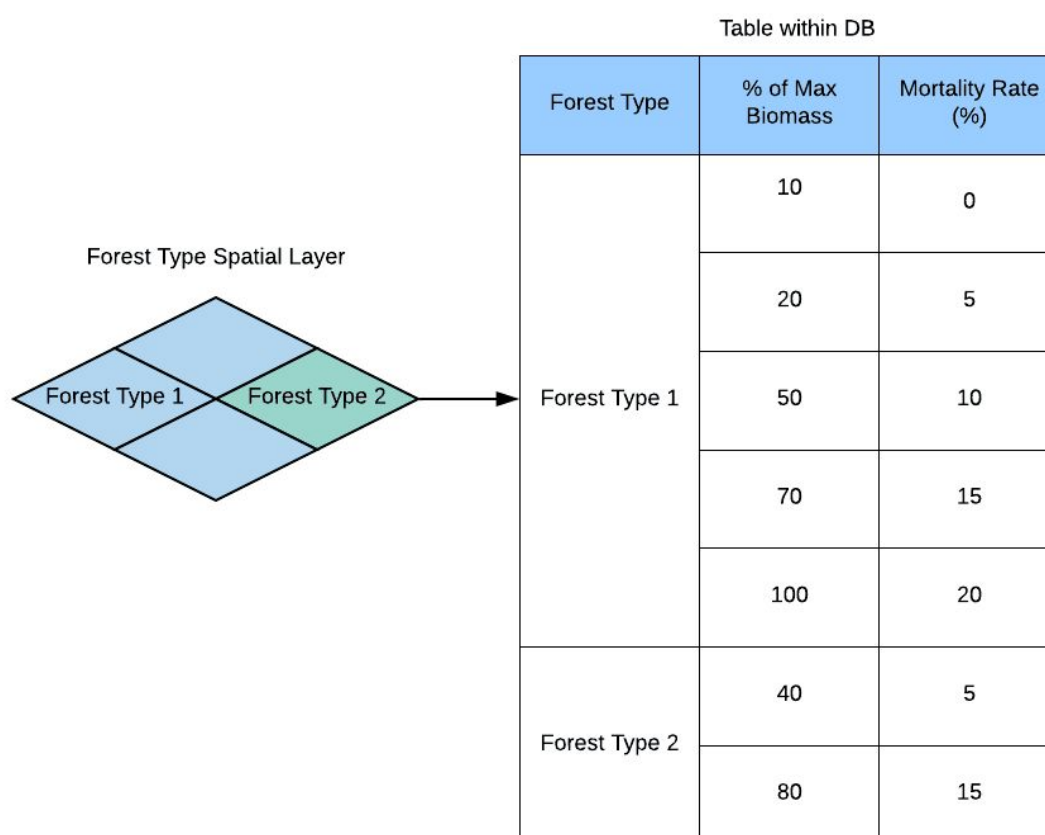 Table within DB
Forest Type
% of Max
Biomass
Mortality Rate
(%)
10
0
Forest Type Spatial Layer
20
5
Forest Type 1
Forest Type 2
Forest Type 1
50
10
70
15
100
20
Forest Type 2
40
5
80
15